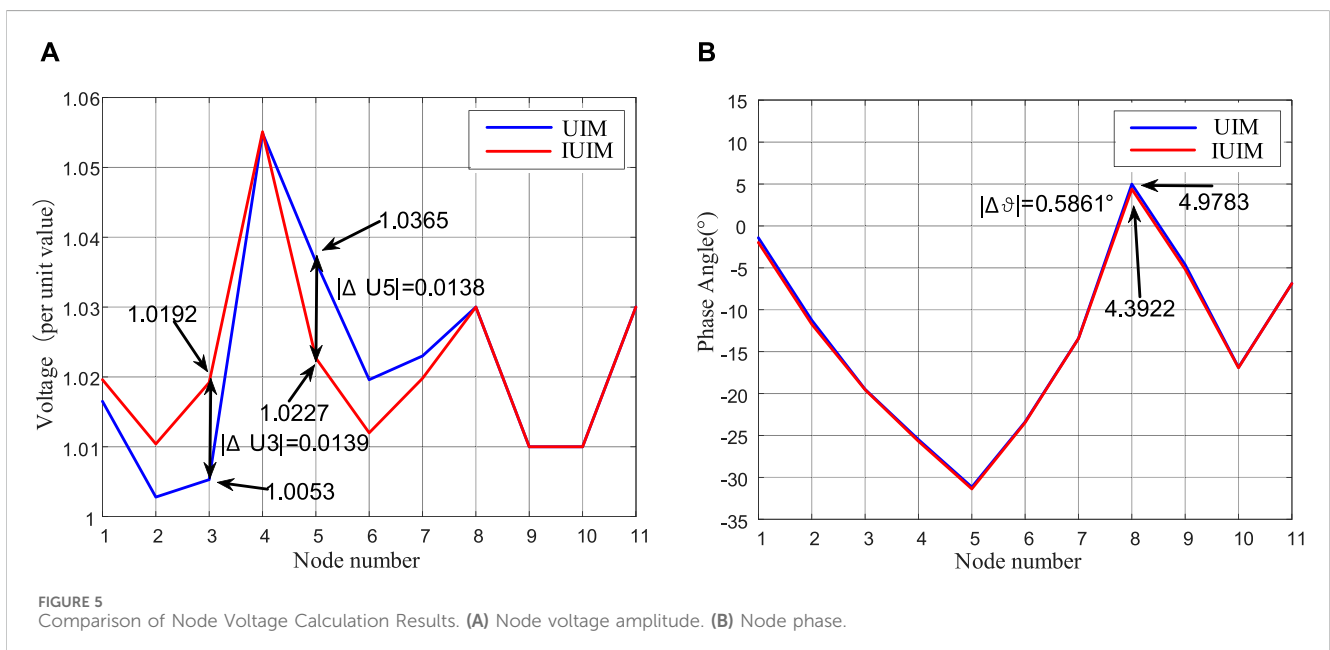 A
1.06
1.05
1.04
1.03
1.02
1.01
1
Voltage (per unit value)
UIM
IUIM
1.0365
|Δ U5|=0.0138
1.0192
1.0227
|Δ U3|=0.0139
1.0053
1 2 3 4 5 6 7 8 9 10 11
Node number
B
15
10
5
0
-5
-10
-15
-20
-25
-30
-35
Phase Angle(°)
UIM
IUIM
|Δϑ|=0.5861°
4.9783
4.3922
1 2 3 4 5 6 7 8 9 10 11
Node number
FIGURE 5
Comparison of Node Voltage Calculation Results. (A) Node voltage amplitude. (B) Node phase.